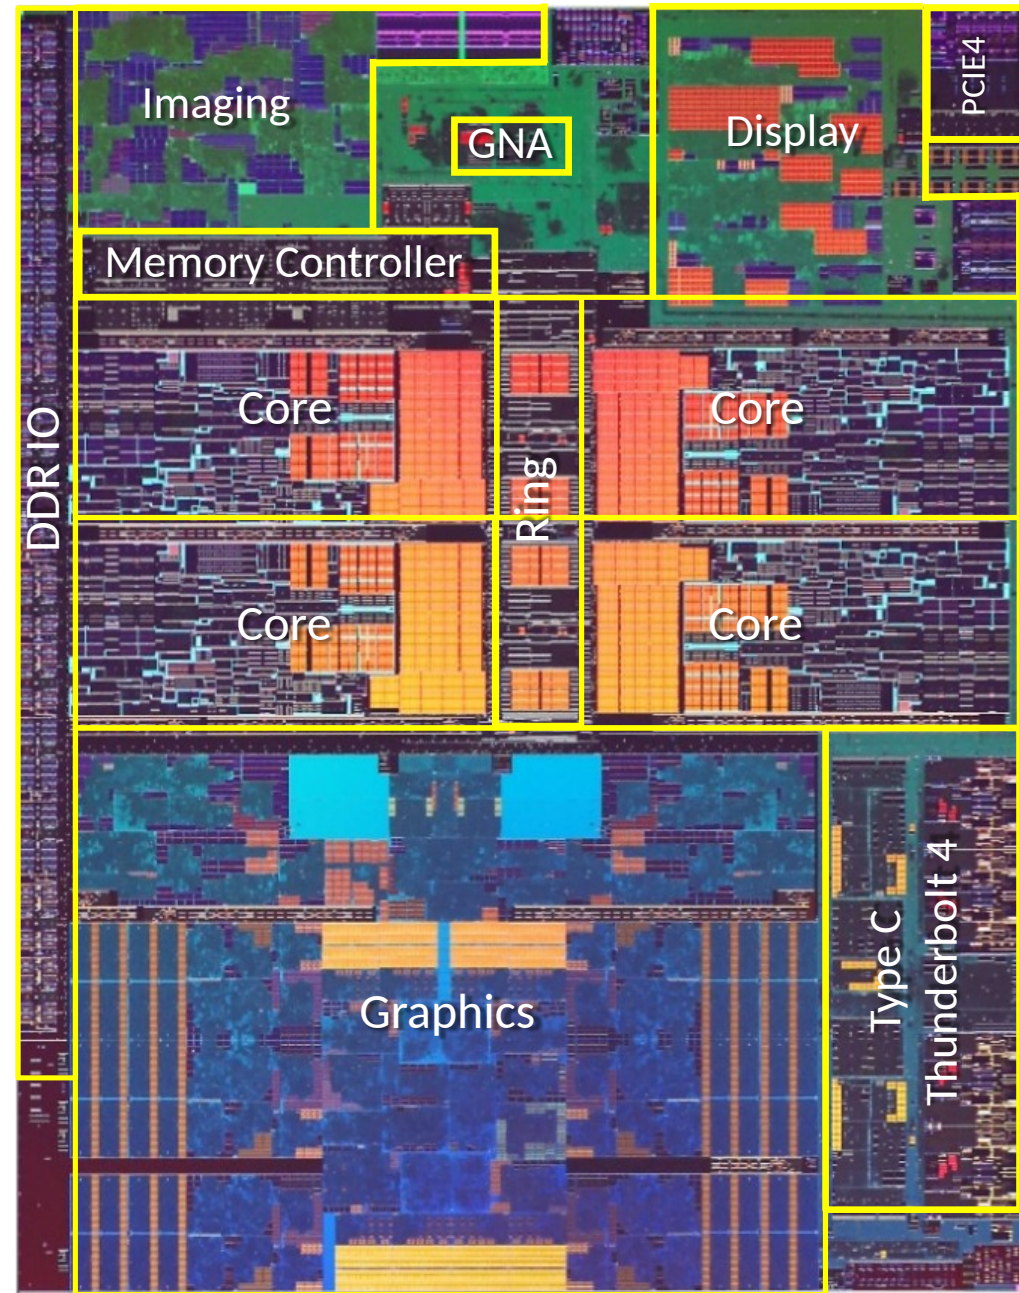 Imaging
GNA
Display
PCIE4
Memory Controller
DDR IO
Core
Ring
Core
Core
Core
Graphics
Type C
Thunderbolt 4